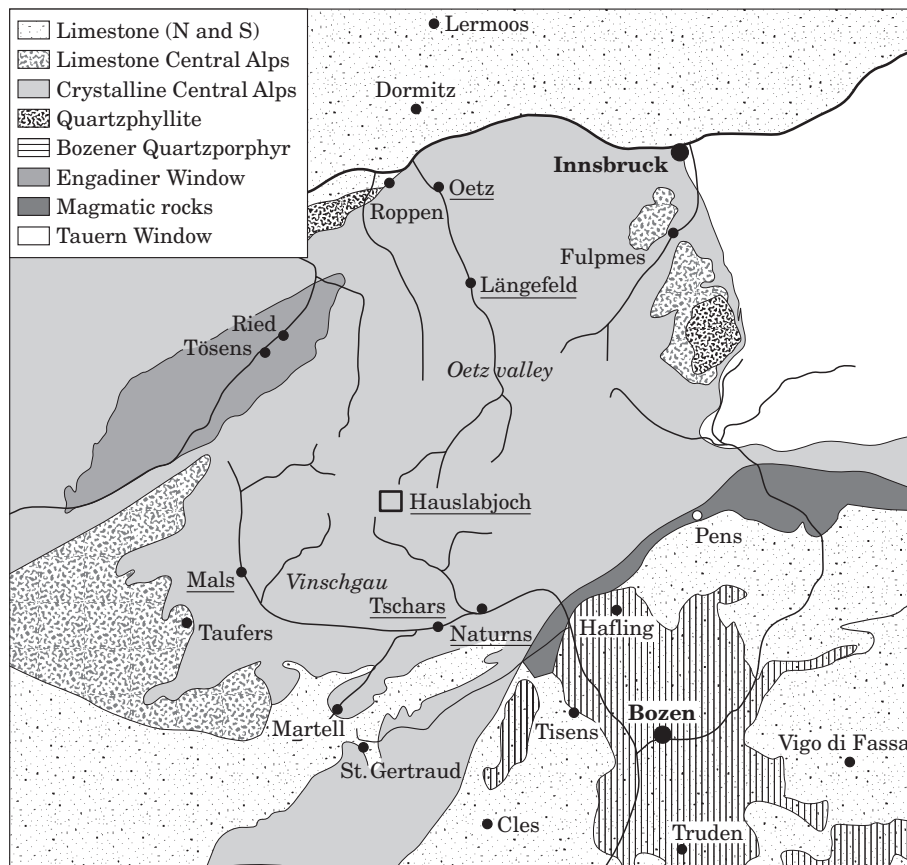 Limestone (N and S)
Limestone Central Alps
Crystalline Central Alps
Quartzphyllite
Bozener Quartzporphyr
Engadiner Window
Magmatic rocks
Tauern Window
Lermoos
Dormitz
Innsbruck
Oetz
Roppen
Fulpmes
Längefeld
Ried
Tösens
Oetz valley
Hauslabjoch
Pens
Mals
Vinschgau
Tschars
Taufers
Naturns
Hafling
Martell
Tisens
Bozen
Vigo di Fassa
St. Gertraud
Cles
Truden